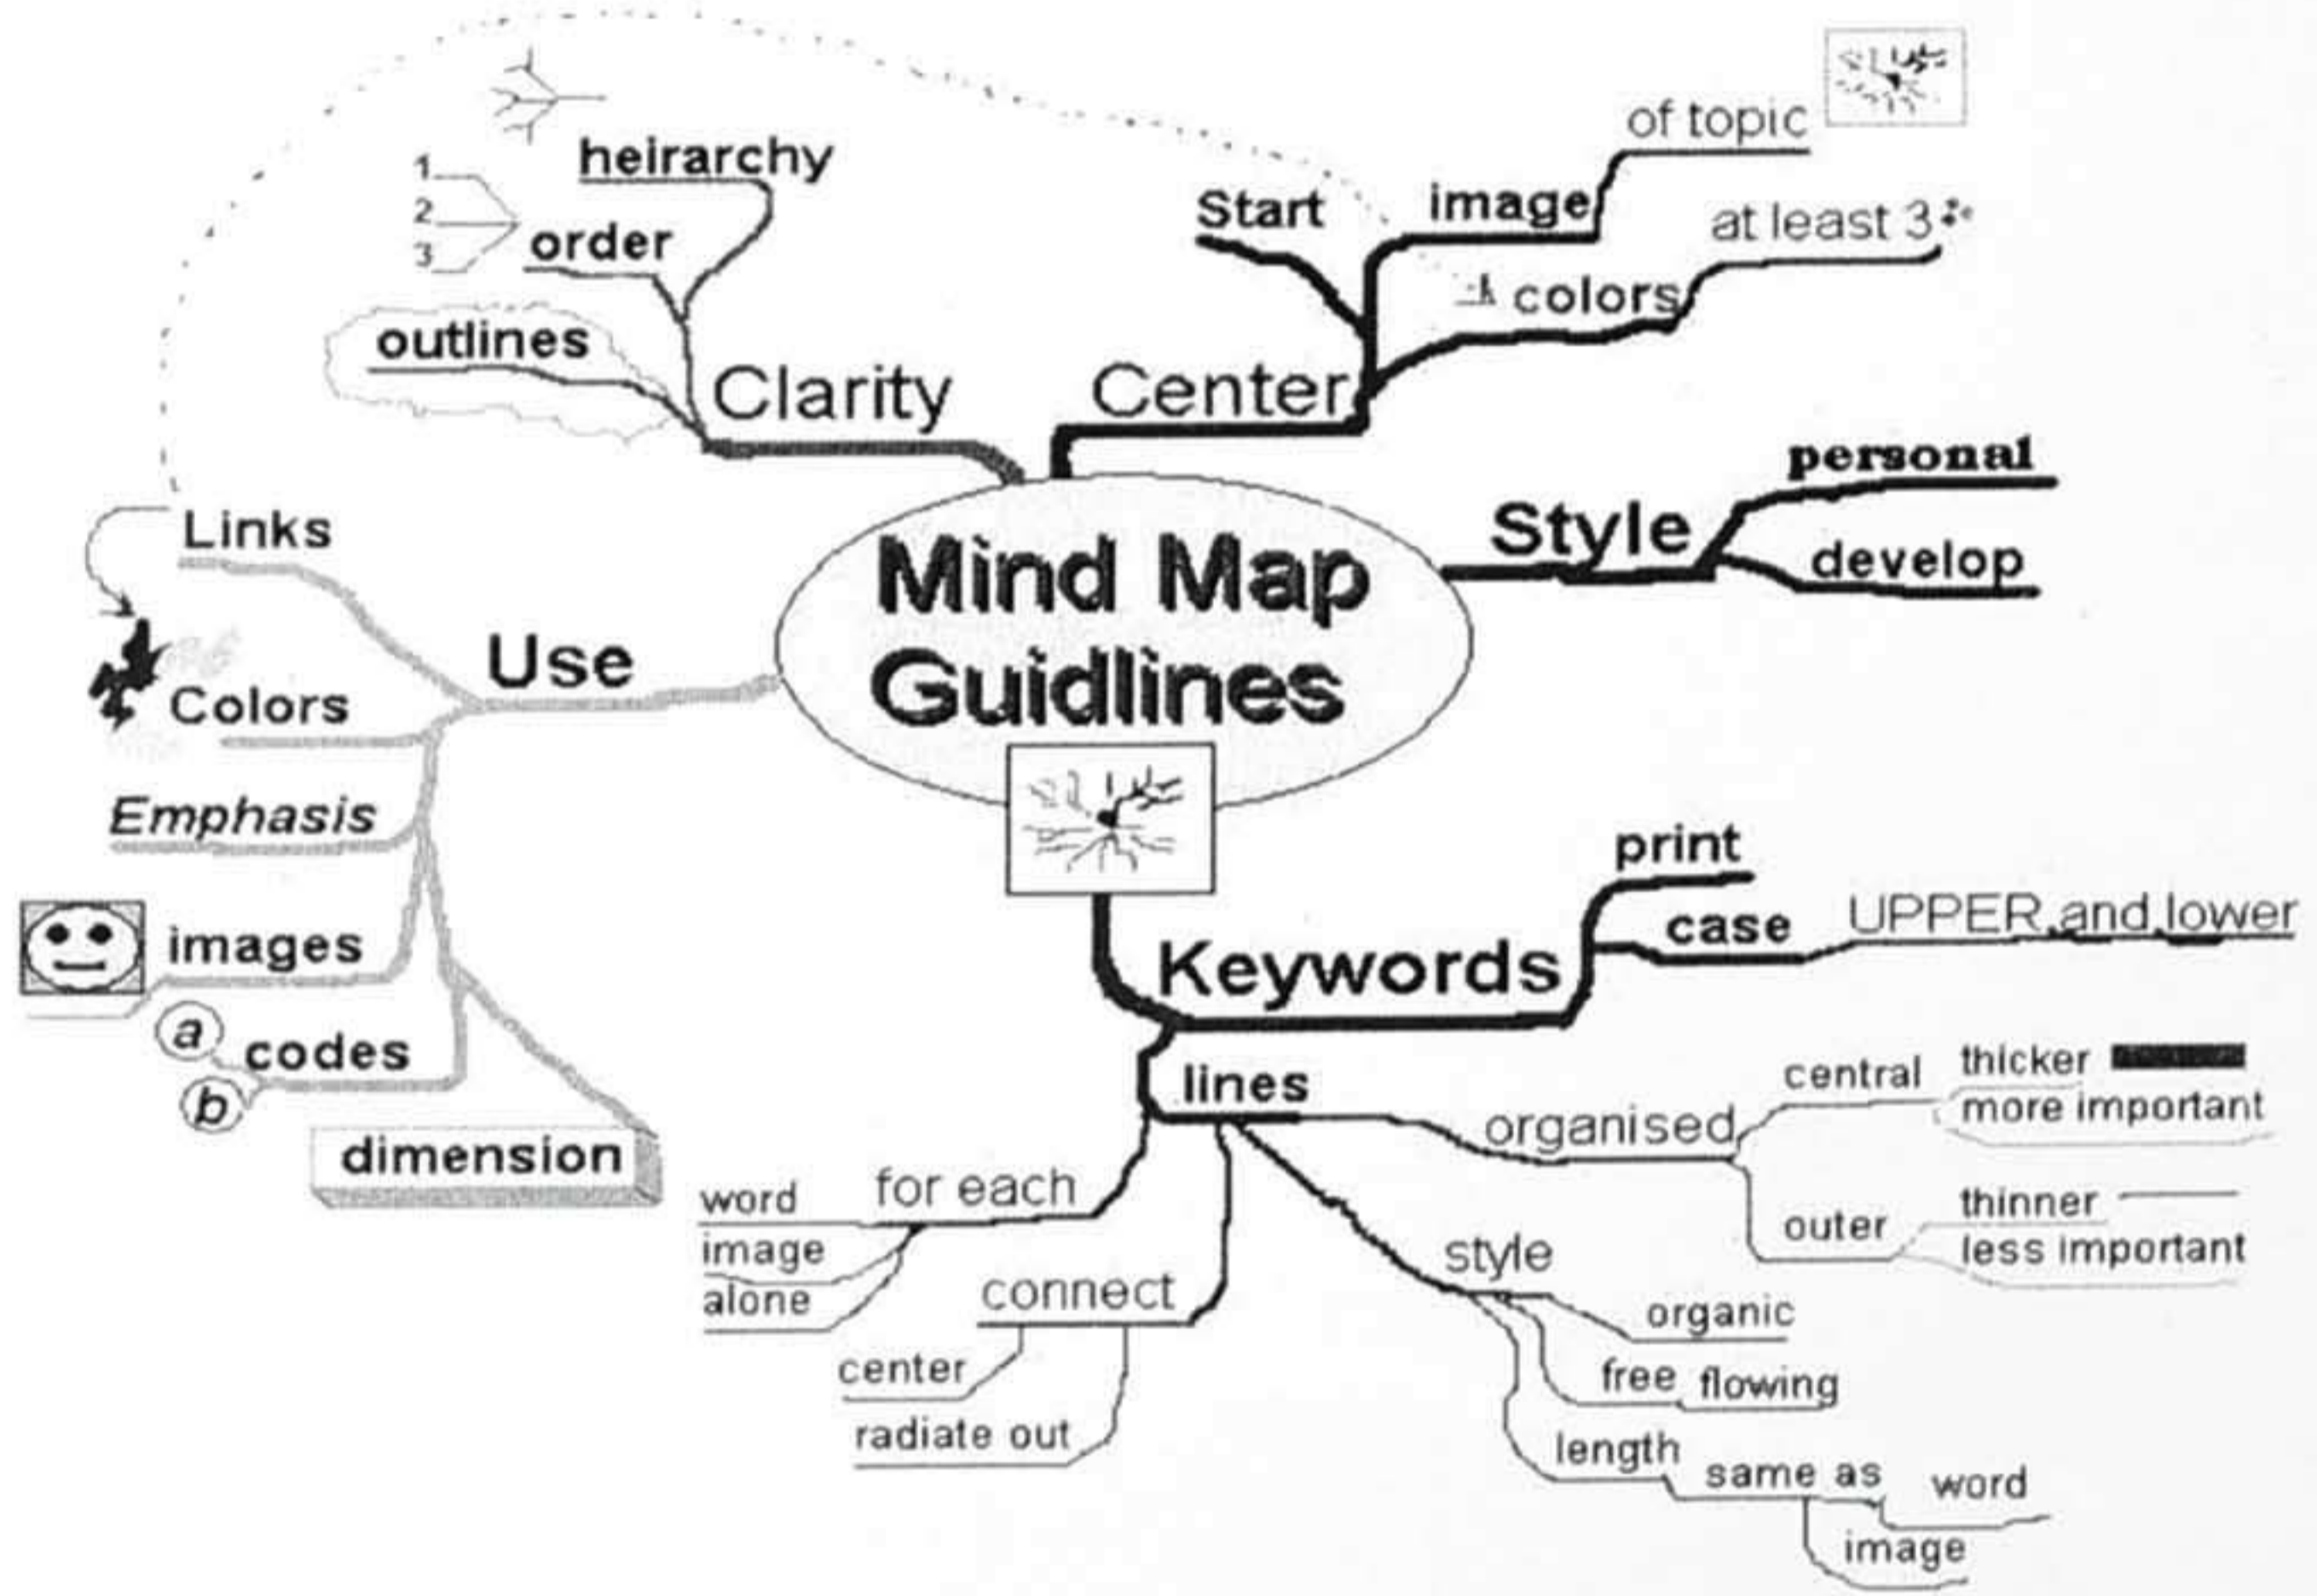 Mind Map
Guidlines
Center
Start
image
of topic
colors
at least 3
Style
personal
develop
Keywords
print
case
UPPER and lower
lines
organised
central
thicker
more important
outer
thinner
less important
style
organic
free flowing
length
same as
word
image
connect
center
radiate out
for each
word
image
alone
Use
Links
Colors
Emphasis
images
codes
a
b
dimension
Clarity
heirarchy
order
1
2
3
outlines